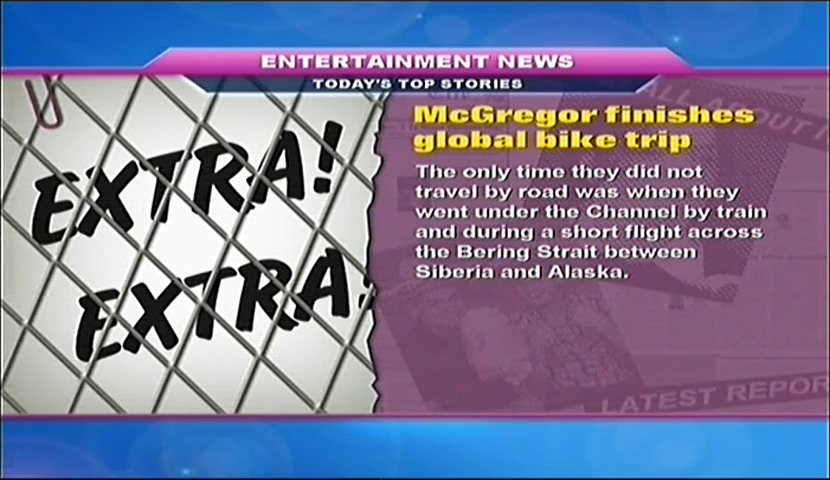 ENTERTAINMENT NEWS
TODAY'S TOP STORIES
EXTRA!
EXTRA
McGregor finishes
global bike trip
The only time they did not
travel by road was when they
went under the Channel by train
and during a short flight across
the Bering Strait between
Siberia and Alaska.
ALL ABOUT
LATEST REPOR